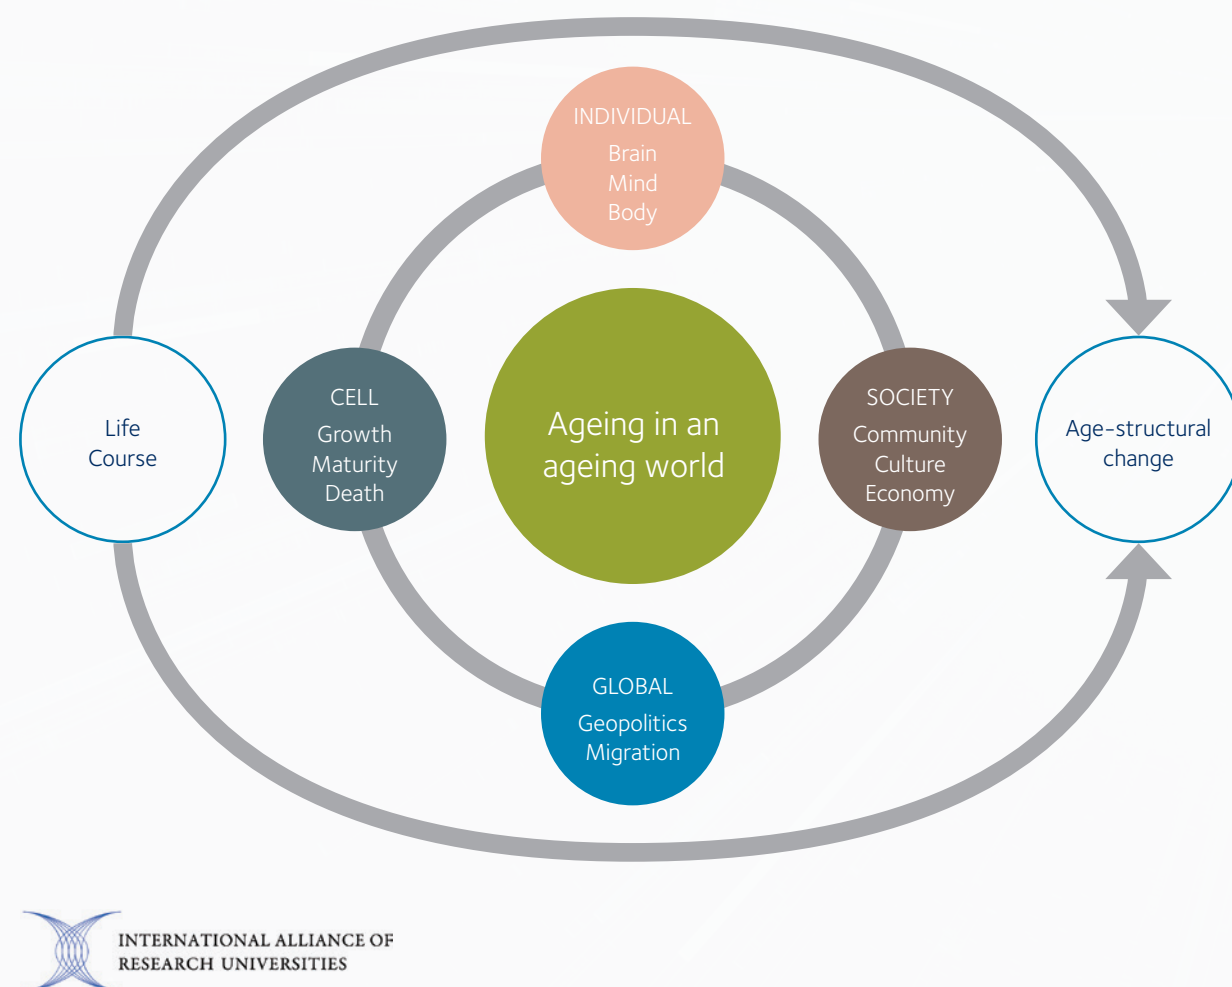 INDIVIDUAL
Brain
Mind
Body
Life
Course
CELL
Growth
Maturity
Death
Ageing in an
ageing world
SOCIETY
Community
Culture
Economy
Age-structural
change
GLOBAL
Geopolitics
Migration
INTERNATIONAL ALLIANCE OF
RESEARCH UNIVERSITIES